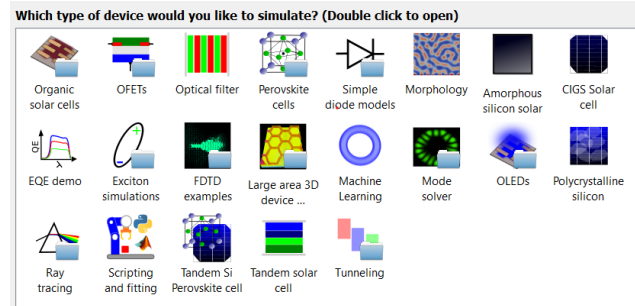 Which type of device would you like to simulate? (Double click to open)
Organic
solar cells
OFETs
Optical filter
Perovskite
cells
Simple
diode models
Morphology
Amorphous
silicon solar
CIGS Solar
cell
QE
λ
EQE demo
Exciton
simulations
FDTD
examples
Large area 3D
device ...
Machine
Learning
Mode
solver
OLEDs
Polycrystalline
silicon
Ray
tracing
Scripting
and fitting
Tandem Si
Perovskite cell
Tandem solar
cell
Tunneling